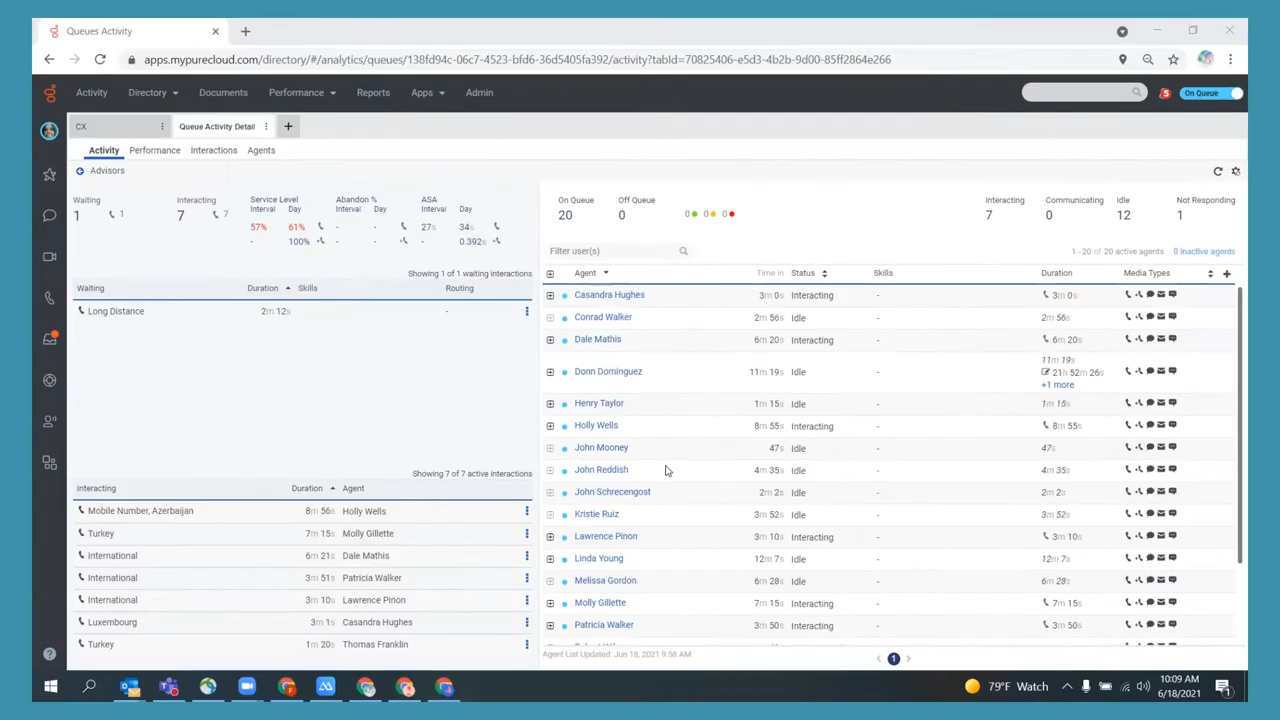 Queues Activity
apps.mypurecloud.com/directory/#/analytics/queues/138fd94c-06c7-4523-bfd6-36d5405fa392/activity?tabId=70825406-e5d3-4b2b-9d00-85ff2864e266
Activity Directory Documents Performance Reports Apps Admin 5 On Queue
CX Queue Activity Detail
Activity Performance Interactions Agents
Advisors
Waiting Interacting Service Level Abandon % ASA
Interval Day Interval Day Interval Day
1 1 7 7
57% 61% - - 27s 34s
- 100% - - - 0.392s
Showing 1 of 1 waiting interactions
Waiting Duration Skills Routing
Long Distance 2m 12s -
Showing 7 of 7 active interactions
Interacting Duration Agent
Mobile Number, Azerbaijan 8m 56s Holly Wells
Turkey 7m 15s Molly Gillette
International 6m 21s Dale Mathis
International 3m 51s Patricia Walker
International 3m 10s Lawrence Pinon
Luxembourg 3m 1s Casandra Hughes
Turkey 1m 20s Thomas Franklin
On Queue Off Queue Interacting Communicating Idle Not Responding
20 0 0 0 0 7 0 12 1
Filter user(s) 1 - 20 of 20 active agents 0 inactive agents
Agent Time in Status Skills Duration Media Types
Casandra Hughes 3m 0s Interacting - 3m 0s
Conrad Walker 2m 56s Idle - 2m 56s
Dale Mathis 6m 20s Interacting - 6m 20s
11m 19s
Donn Dominguez 11m 19s Idle - 21h 52m 26s
+1 more
Henry Taylor 1m 15s Idle - 1m 15s
Holly Wells 8m 55s Interacting - 8m 55s
John Mooney 47s Idle - 47s
John Reddish 4m 35s Idle - 4m 35s
John Schrecengost 2m 2s Idle - 2m 2s
Kristie Ruiz 3m 52s Idle - 3m 52s
Lawrence Pinon 3m 10s Interacting - 3m 10s
Linda Young 12m 7s Idle - 12m 7s
Melissa Gordon 6m 28s Idle - 6m 28s
Molly Gillette 7m 15s Interacting - 7m 15s
Patricia Walker 3m 50s Interacting - 3m 50s
Agent List Updated: Jun 18, 2021 9:58 AM 1
79°F Watch
10:09 AM
6/18/2021
1